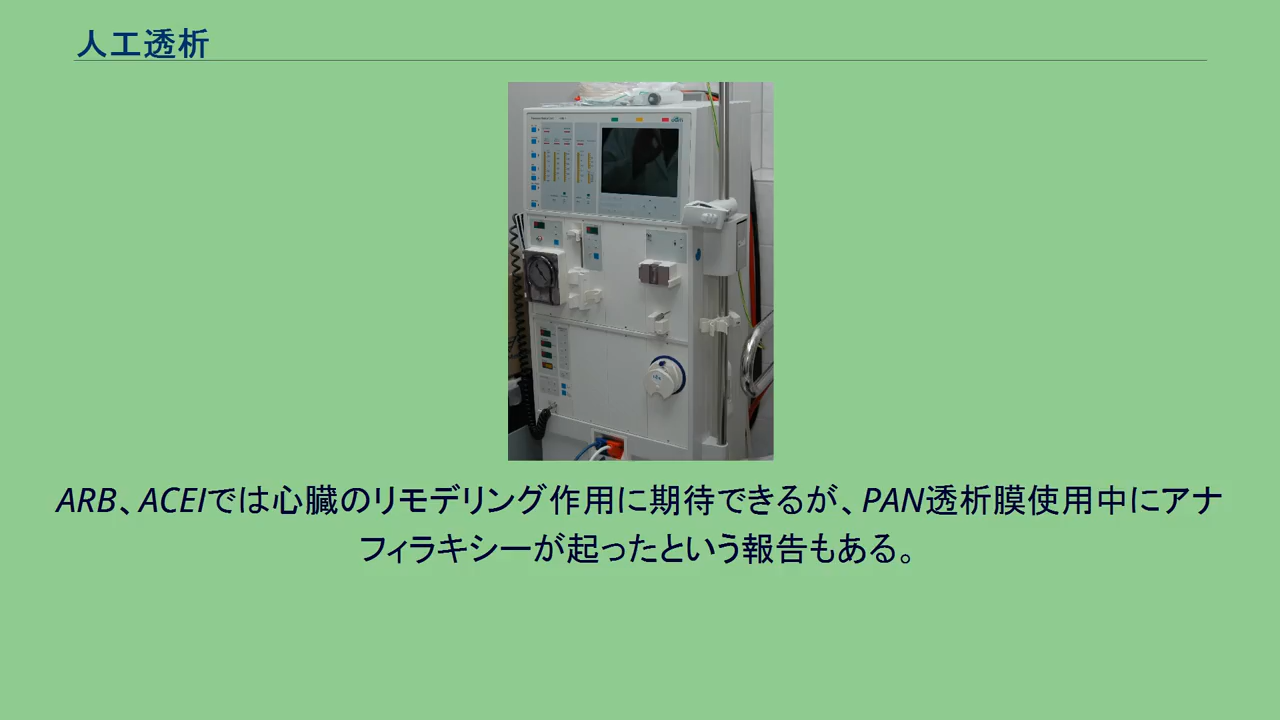 人工透析
ARB、ACEIでは心臓のリモデリング作用に期待できるが、PAN透析膜使用中にアナ
フィラキシーが起ったという報告もある。